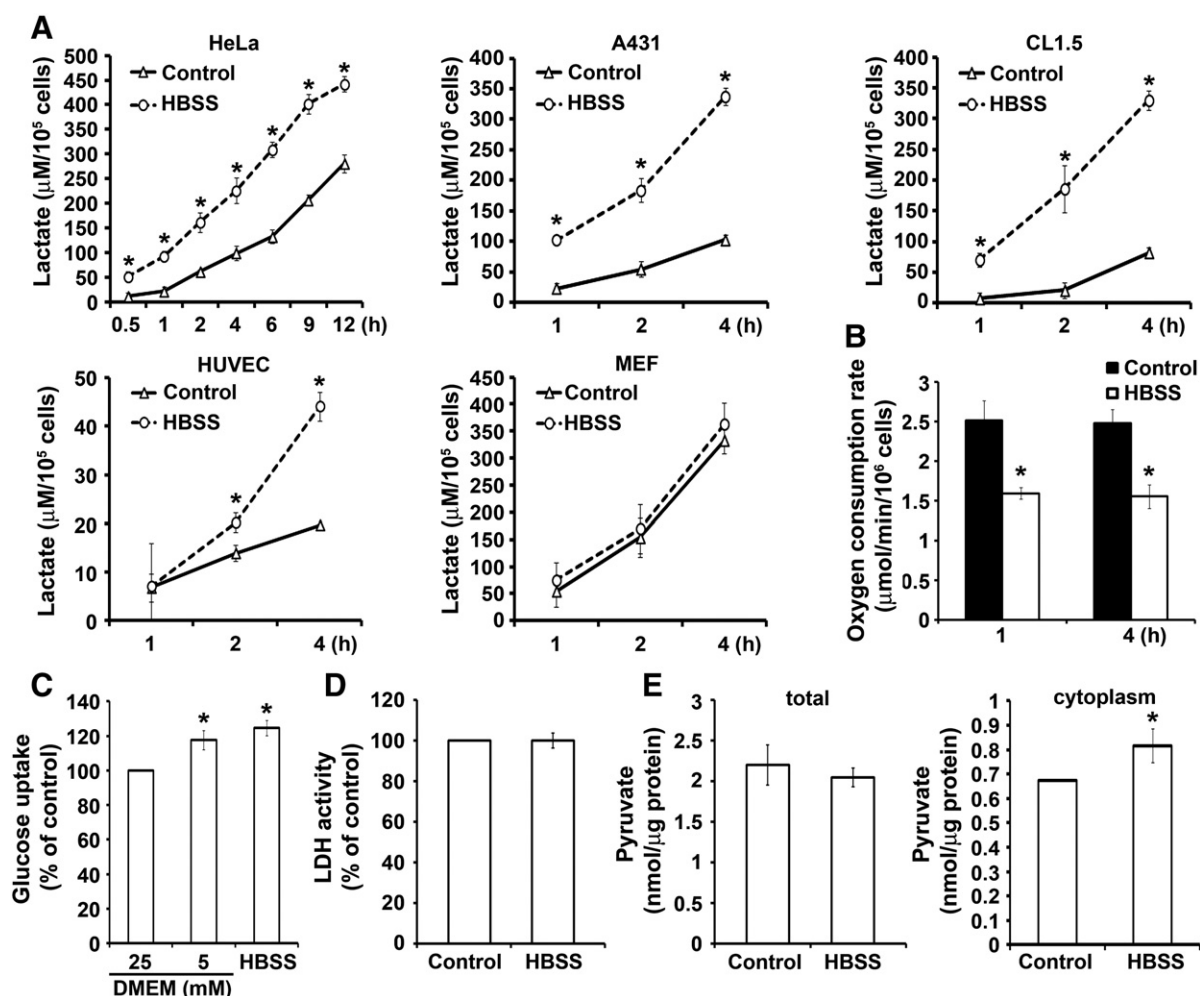 A
HeLa
Lactate (μM/10⁵ cells)
500
450
400
350
300
250
200
150
100
50
0
Control
HBSS
*
*
*
*
*
*
*
0.5 1 2 4 6 9 12 (h)
A431
Lactate (μM/10⁵ cells)
400
350
300
250
200
150
100
50
0
Control
HBSS
*
*
*
1 2 4 (h)
CL1.5
Lactate (μM/10⁵ cells)
400
350
300
250
200
150
100
50
0
Control
HBSS
*
*
*
1 2 4 (h)
HUVEC
Lactate (μM/10⁵ cells)
50
40
30
20
10
0
Control
HBSS
*
*
1 2 4 (h)
MEF
Lactate (μM/10⁵ cells)
450
400
350
300
250
200
150
100
50
0
Control
HBSS
1 2 4 (h)
B
Control
HBSS
Oxygen consumption rate
(μmol/min/10⁶ cells)
3
2.5
2
1.5
1
0.5
0
*
*
1 4 (h)
C
Glucose uptake
(% of control)
140
120
100
80
60
40
20
0
*
*
25 5 HBSS
DMEM (mM)
D
LDH activity
(% of control)
120
100
80
60
40
20
0
Control HBSS
E
total
Pyruvate
(nmol/μg protein)
3
2.5
2
1.5
1
0.5
0
Control HBSS
cytoplasm
Pyruvate
(nmol/μg protein)
1
0.9
0.8
0.7
0.6
0.5
0.4
0.3
0.2
0.1
0
*
Control HBSS